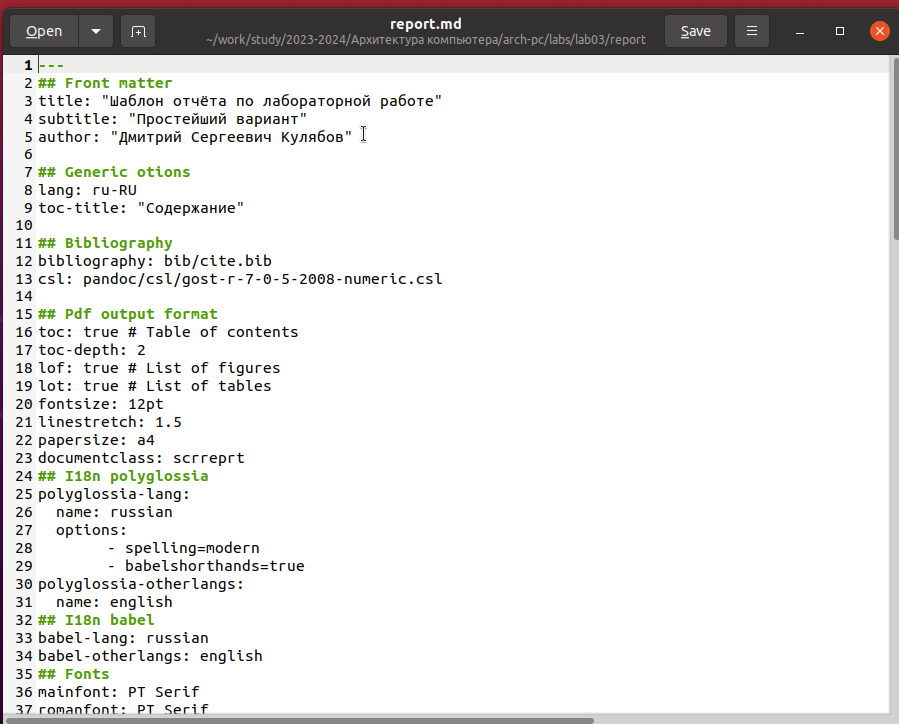 Open
report.md
~/work/study/2023-2024/Архитектура компьютера/arch-pc/labs/lab03/report
Save
1 ---
2 ## Front matter
3 title: "Шаблон отчёта по лабораторной работе"
4 subtitle: "Простейший вариант"
5 author: "Дмитрий Сергеевич Кулябов"
6
7 ## Generic otions
8 lang: ru-RU
9 toc-title: "Содержание"
10
11 ## Bibliography
12 bibliography: bib/cite.bib
13 csl: pandoc/csl/gost-r-7-0-5-2008-numeric.csl
14
15 ## Pdf output format
16 toc: true # Table of contents
17 toc-depth: 2
18 lof: true # List of figures
19 lot: true # List of tables
20 fontsize: 12pt
21 linestretch: 1.5
22 papersize: a4
23 documentclass: scrreprt
24 ## I18n polyglossia
25 polyglossia-lang:
26   name: russian
27   options:
28         - spelling=modern
29         - babelshorthands=true
30 polyglossia-otherlangs:
31   name: english
32 ## I18n babel
33 babel-lang: russian
34 babel-otherlangs: english
35 ## Fonts
36 mainfont: PT Serif
37 romanfont: PT Serif